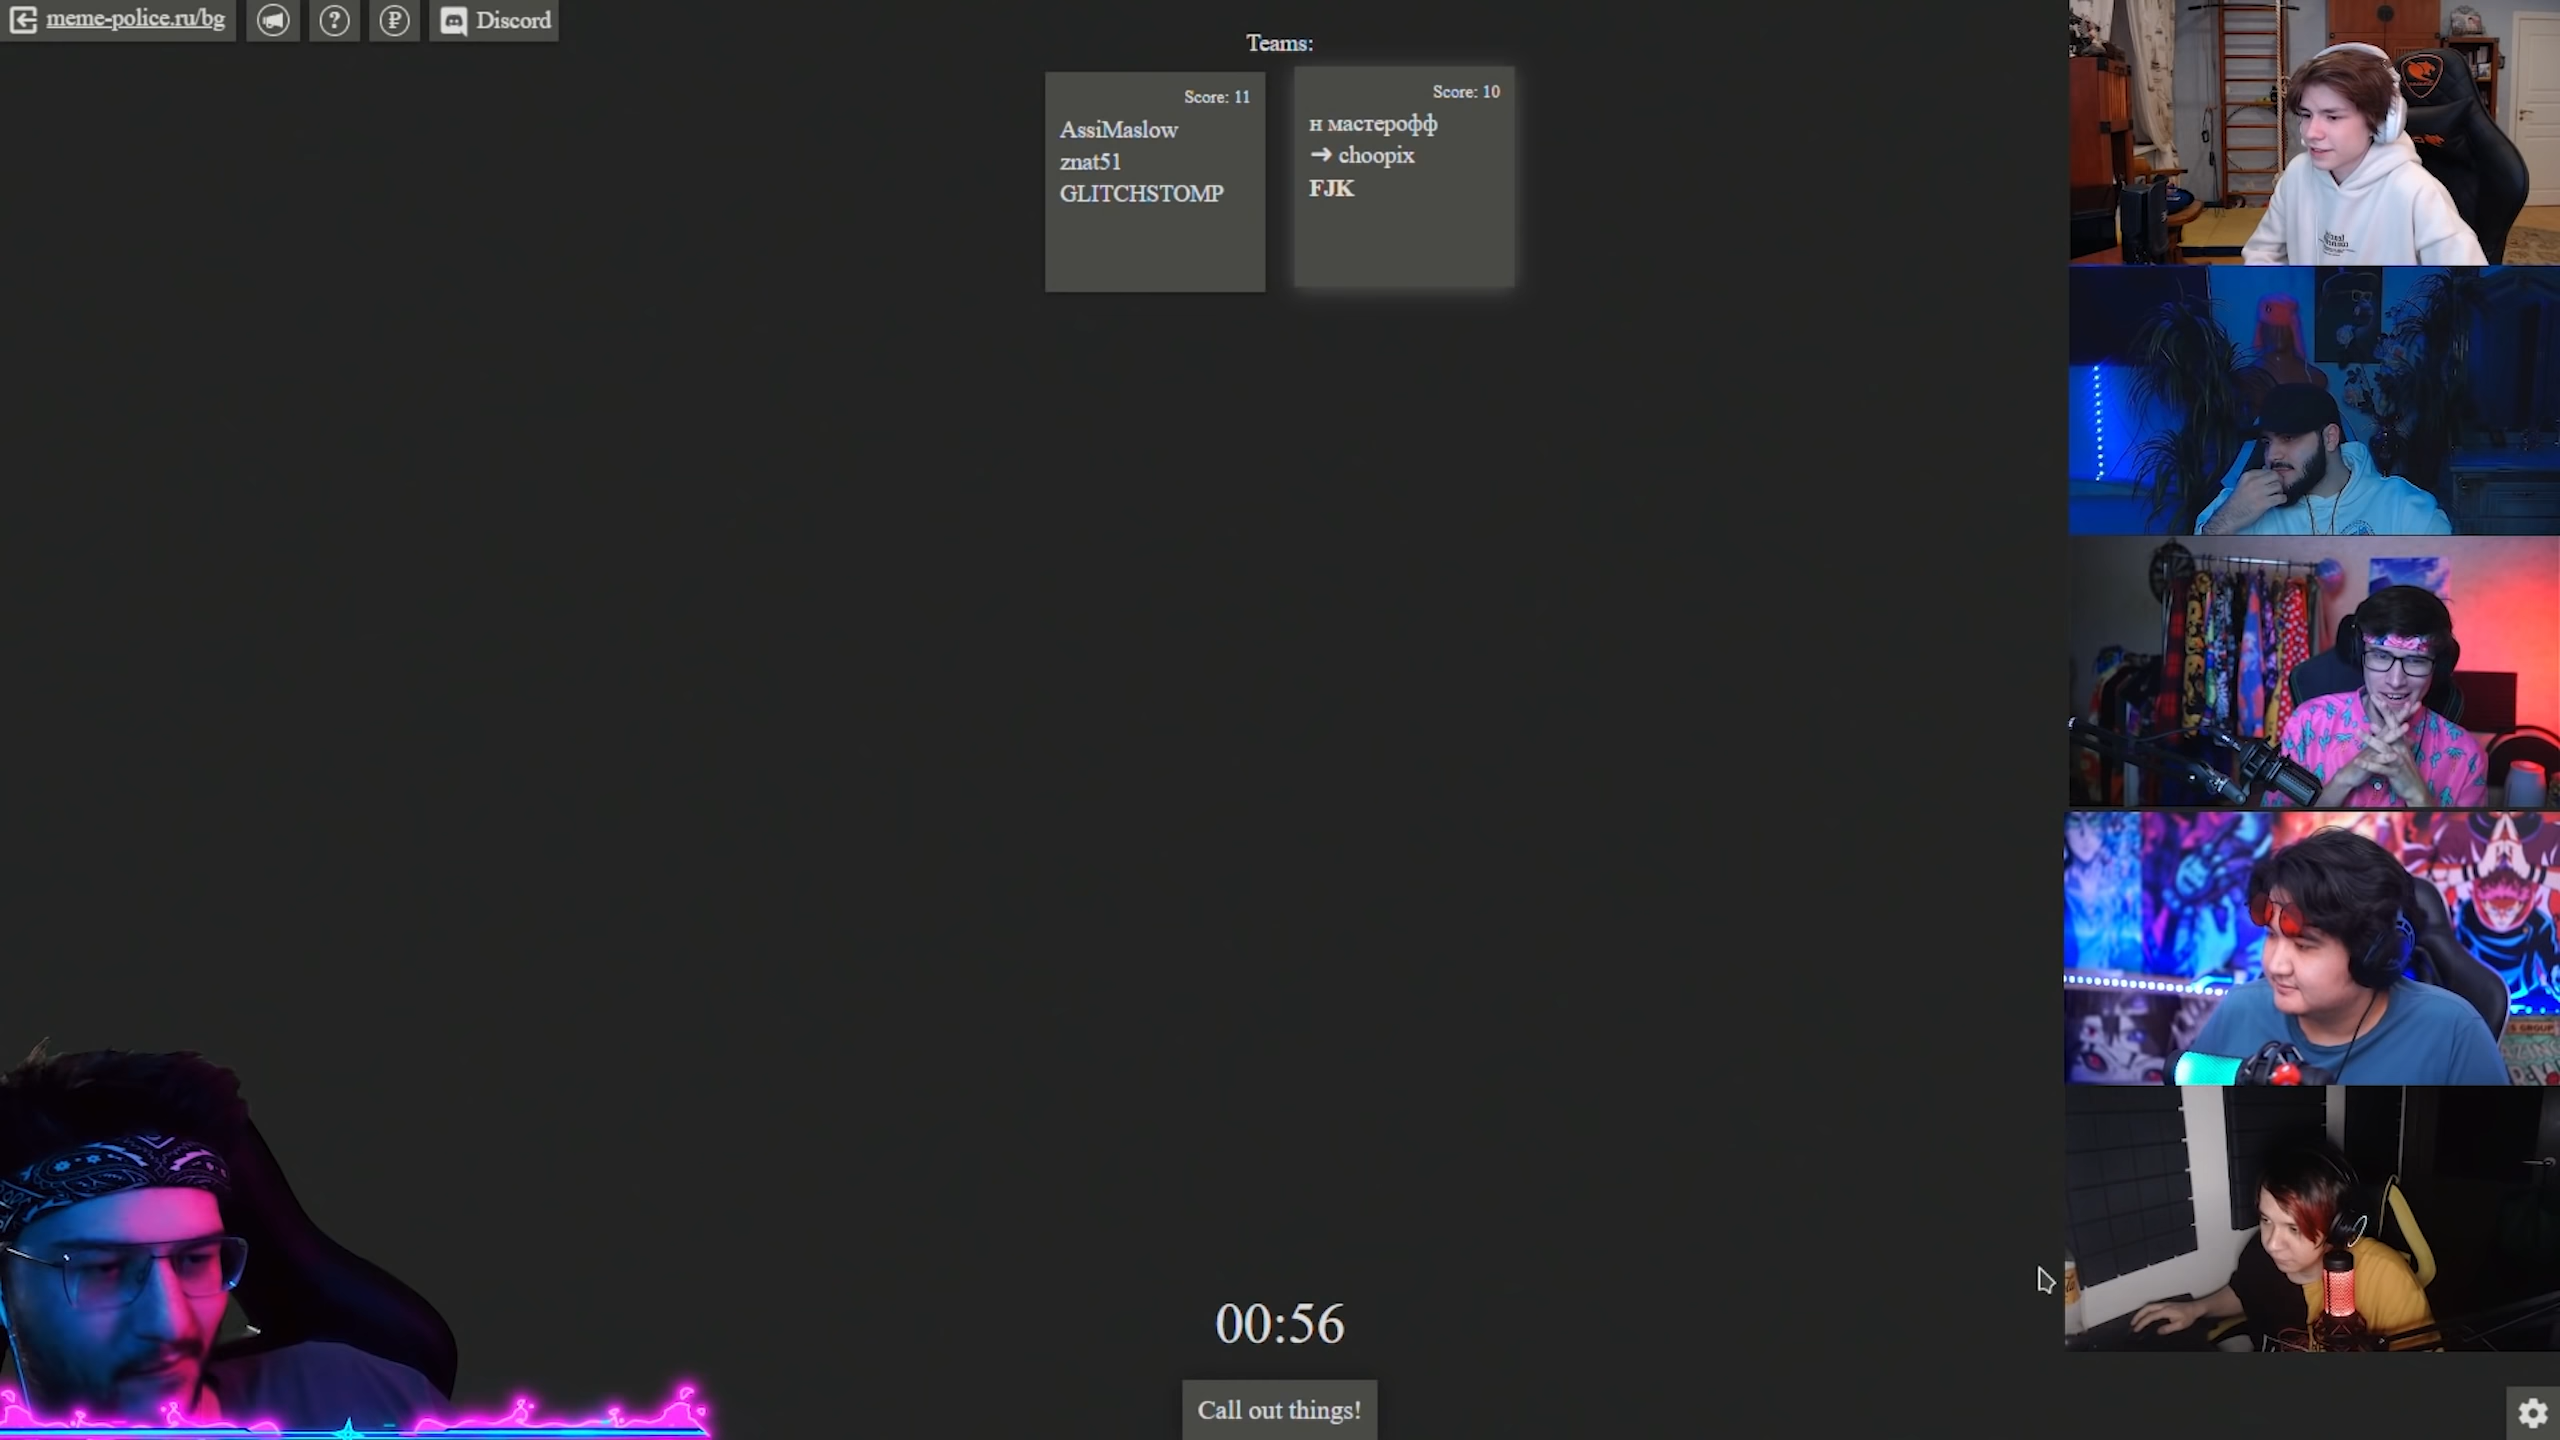 meme-police.ru/bg
Discord
Teams:
Score: 11
AssiMaslow
znat51
GLITCHSTOMP
Score: 10
н мастерофф
→ choopix
FJK
00:56
Call out things!